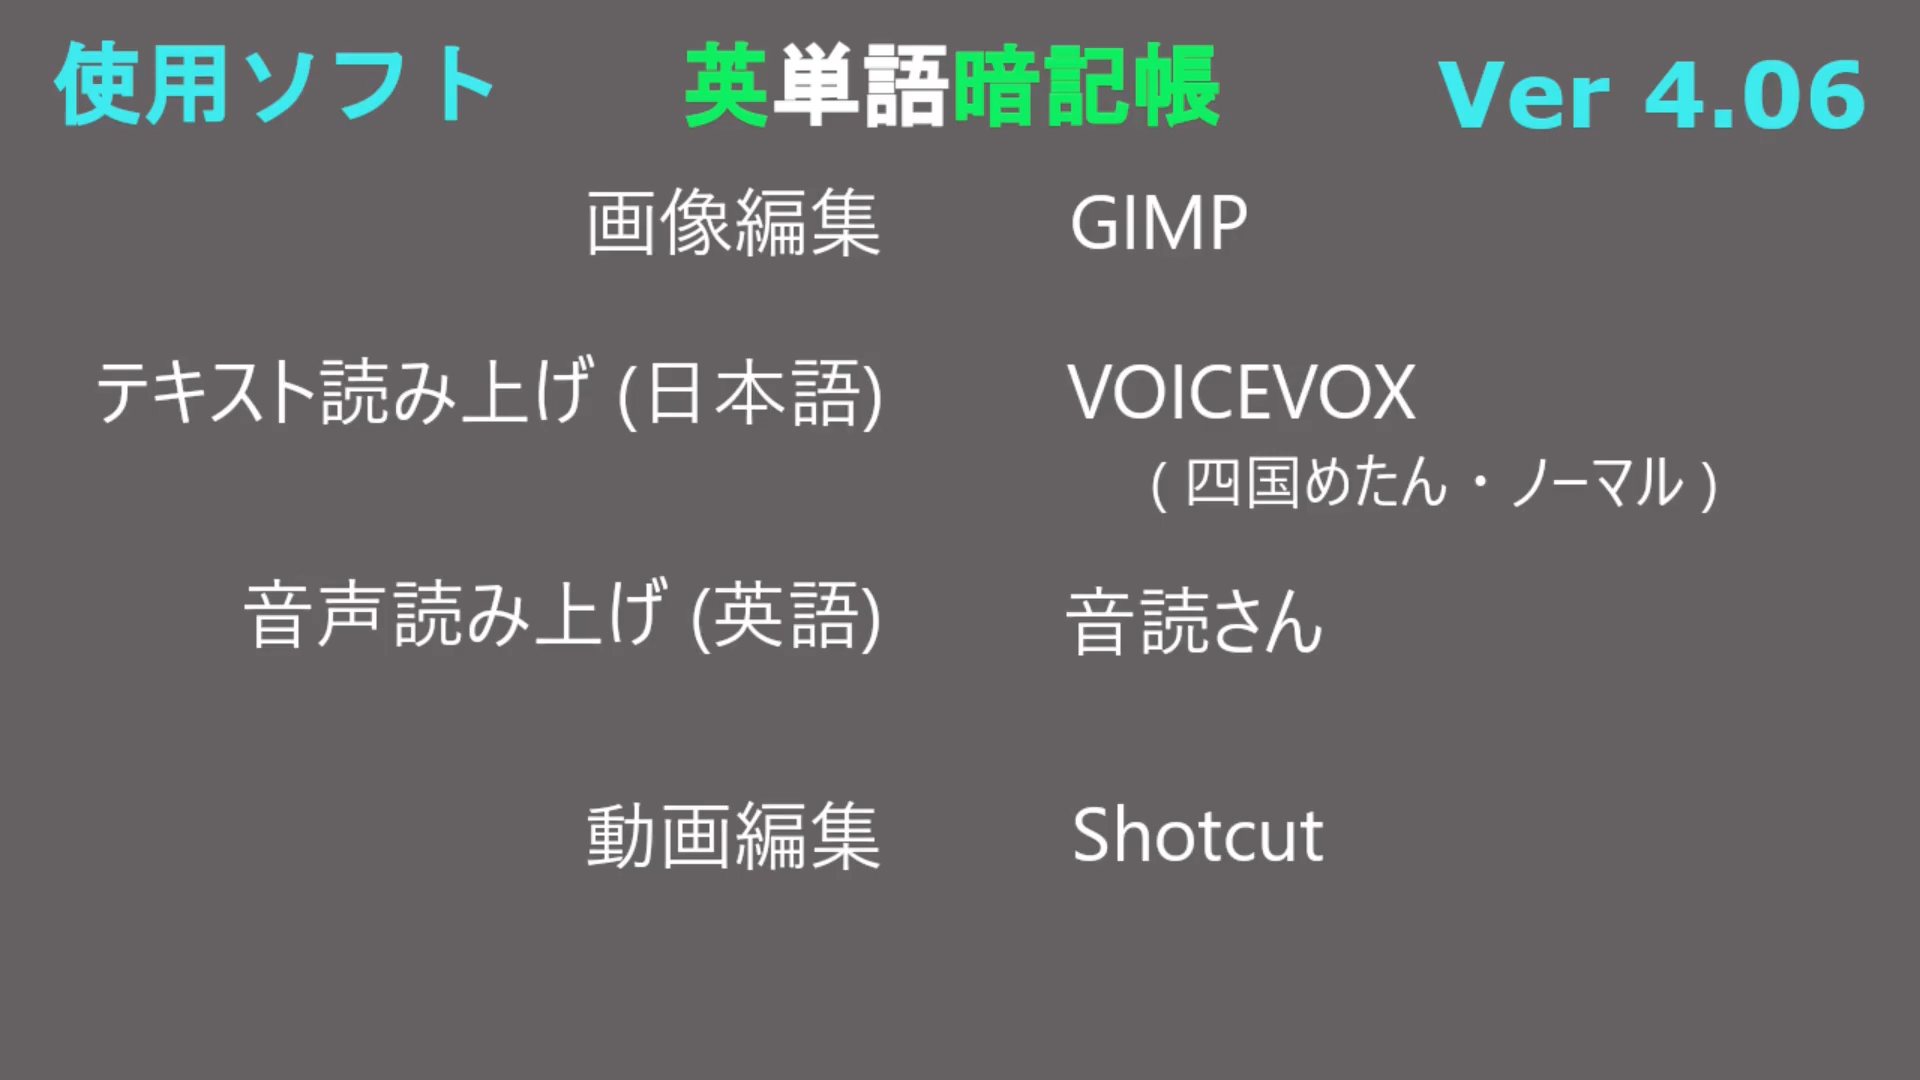 使用ソフト 英単語暗記帳 Ver 4.06
画像編集 GIMP
テキスト読み上げ (日本語) VOICEVOX
( 四国めたん・ノーマル )
音声読み上げ (英語) 音読さん
動画編集 Shotcut